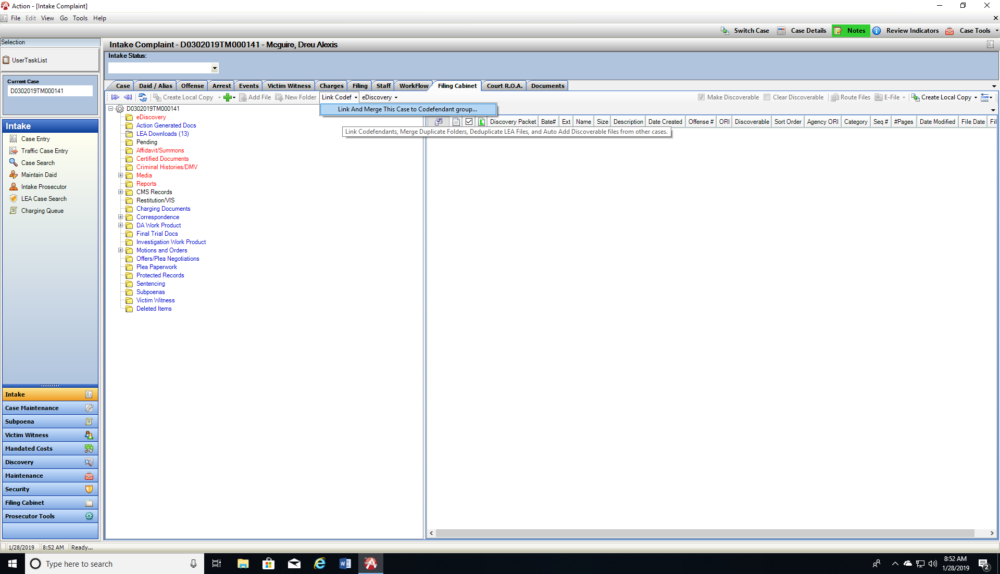 Action - [Intake Complaint]
File Edit View Go Tools Help
Switch Case Case Details Notes Review Indicators Case Tools
Selection
UserTaskList
Current Case
D0302019TM000141
Intake
Case Entry
Traffic Case Entry
Case Search
Maintain Daid
Intake Prosecutor
LEA Case Search
Charging Queue
Intake
Case Maintenance
Subpoena
Victim Witness
Mandated Costs
Discovery
Maintenance
Security
Filing Cabinet
Prosecutor Tools
Intake Complaint - D0302019TM000141 - Mcguire, Dreu Alexis
Intake Status:
Case Daid / Alias Offense Arrest Events Victim Witness Charges Filing Staff WorkFlow Filing Cabinet Court R.O.A. Documents
Create Local Copy Add File New Folder Link Codef eDiscovery Make Discoverable Clear Discoverable Route Files E-File Create Local Copy
Link And Merge This Case to Codefendant group...
D0302019TM000141
eDiscovery
Action Generated Docs
LEA Downloads (13)
Pending
Affidavit/Summons
Certified Documents
Criminal Histories/DMV
Media
Reports
CMS Records
Restitution/VIS
Charging Documents
Correspondence
DA Work Product
Final Trial Docs
Investigation Work Product
Motions and Orders
Offers/Plea Negotiations
Plea Paperwork
Protected Records
Sentencing
Subpoenas
Victim Witness
Deleted Items
Discovery Packet Bate# Ext Name Size Description Date Created Offense # ORI Discoverable Sort Order Agency ORI Category Seq # #Pages Date Modified File Date Fil
Link Codefendants, Merge Duplicate Folders, Deduplicate LEA Files, and Auto Add Discoverable files from other cases.
1/28/2019 8:52 AM Ready...
Type here to search
8:52 AM
1/28/2019
2